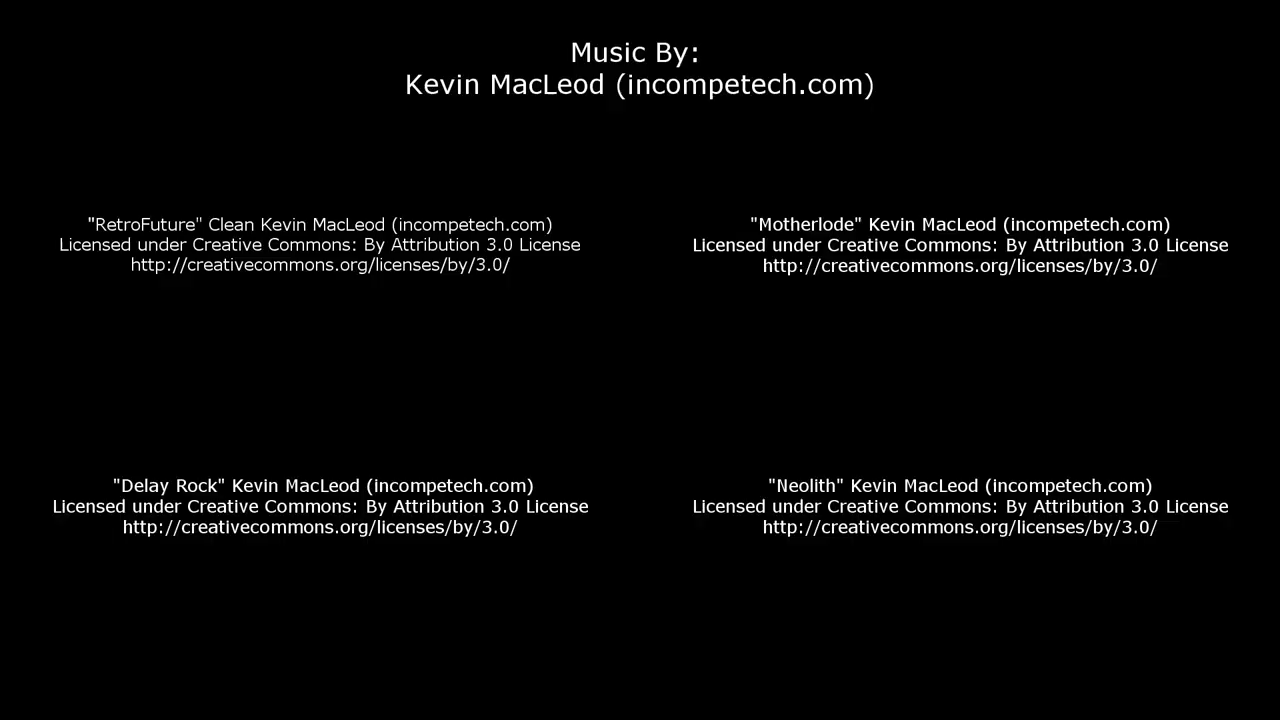 Music By:
Kevin MacLeod (incompetech.com)
"RetroFuture" Clean Kevin MacLeod (incompetech.com)
Licensed under Creative Commons: By Attribution 3.0 License
http://creativecommons.org/licenses/by/3.0/
"Motherlode" Kevin MacLeod (incompetech.com)
Licensed under Creative Commons: By Attribution 3.0 License
http://creativecommons.org/licenses/by/3.0/
"Delay Rock" Kevin MacLeod (incompetech.com)
Licensed under Creative Commons: By Attribution 3.0 License
http://creativecommons.org/licenses/by/3.0/
"Neolith" Kevin MacLeod (incompetech.com)
Licensed under Creative Commons: By Attribution 3.0 License
http://creativecommons.org/licenses/by/3.0/